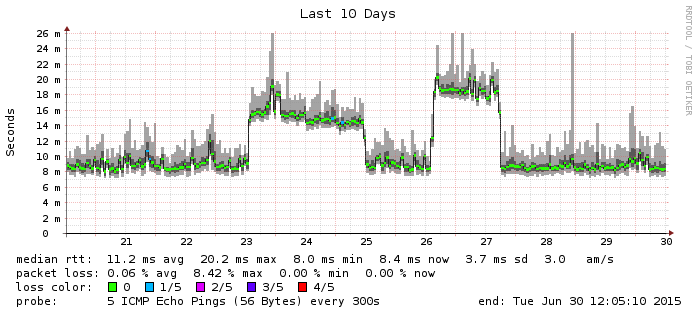 Last 10 Days
RRDTOOL / TOBI OETIKER
Seconds
26 m
24 m
22 m
20 m
18 m
16 m
14 m
12 m
10 m
8 m
6 m
4 m
2 m
0
21 22 23 24 25 26 27 28 29 30
median rtt: 11.2 ms avg 20.2 ms max 8.0 ms min 8.4 ms now 3.7 ms sd 3.0 am/s
packet loss: 0.06 % avg 8.42 % max 0.00 % min 0.00 % now
loss color: 0 1/5 2/5 3/5 4/5
probe: 5 ICMP Echo Pings (56 Bytes) every 300s end: Tue Jun 30 12:05:10 2015